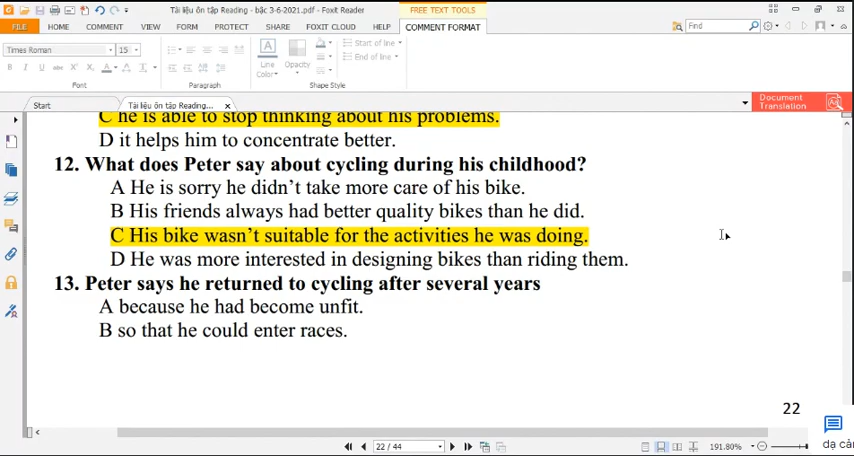 Tài liệu ôn tập Reading - bậc 3-6-2021.pdf - Foxit Reader
FREE TEXT TOOLS
FILE HOME COMMENT VIEW FORM PROTECT SHARE FOXIT CLOUD HELP COMMENT FORMAT
Find
Times Roman 15
Start of line
End of line
Line Color
Opacity
Font Paragraph Shape Style
Start
Tài liệu ôn tập Reading...
Document Translation
C he is able to stop thinking about his problems.
D it helps him to concentrate better.
12. What does Peter say about cycling during his childhood?
A He is sorry he didn't take more care of his bike.
B His friends always had better quality bikes than he did.
C His bike wasn't suitable for the activities he was doing.
D He was more interested in designing bikes than riding them.
13. Peter says he returned to cycling after several years
A because he had become unfit.
B so that he could enter races.
22
22 / 44
191.80%